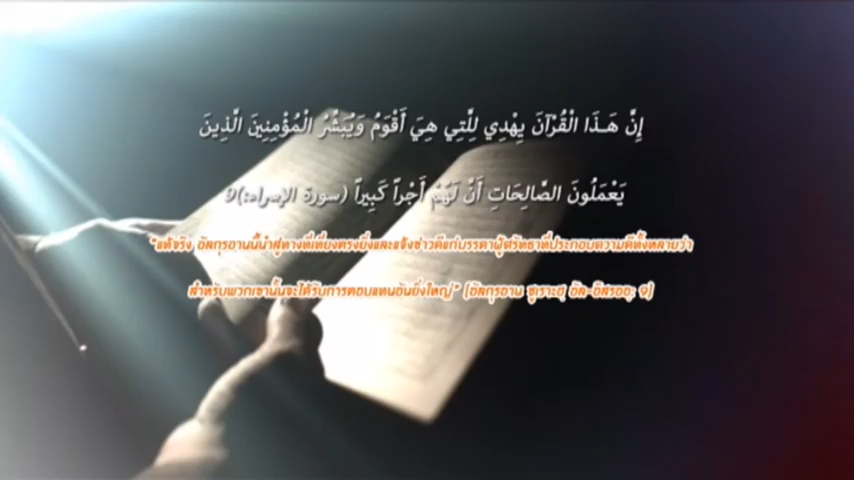 إِنَّ هَـذَا الْقُرْآنَ يِهْدِي لِلَّتِي هِيَ أَقْوَمُ وَيُبَشِّرُ الْمُؤْمِنِينَ الَّذِينَ
يَعْمَلُونَ الصَّالِحَاتِ أَنَّ لَهُمْ أَجْراً كَبِيراً (سورة الإسراء:)9
"แท้จริง อัลกุรอานนี้นำสู่ทางที่เที่ยงตรงยิ่งและแจ้งข่าวดีแก่บรรดาผู้ศรัทธาที่ประกอบความดีทั้งหลายว่า
สำหรับพวกเขานั้นจะได้รับการตอบแทนอันยิ่งใหญ่" (อัลกุรอาน ซูเราะฮฺ อัล-อิสรออฺ: 9)